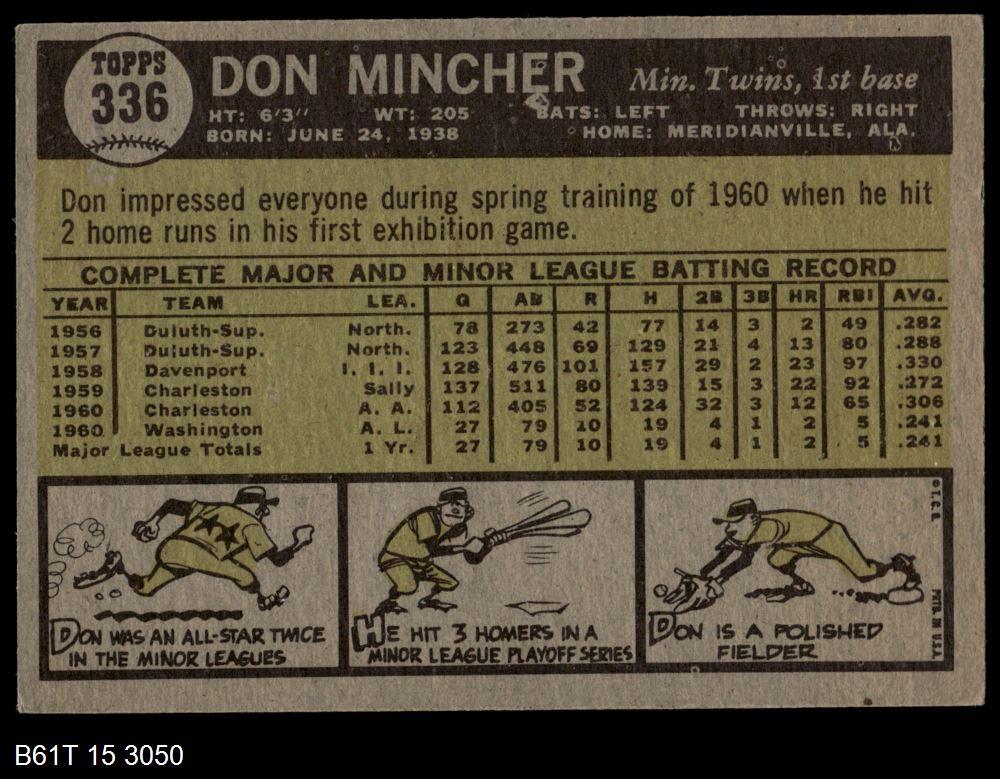 TOPPS
336
DON MINCHER
Min. Twins, 1st base
HT: 6'3" WT: 205 BATS: LEFT THROWS: RIGHT
BORN: JUNE 24, 1938 HOME: MERIDIANVILLE, ALA.
Don impressed everyone during spring training of 1960 when he hit
2 home runs in his first exhibition game.
COMPLETE MAJOR AND MINOR LEAGUE BATTING RECORD
YEAR TEAM LEA. G AB R H 2B 3B HR RBI AVG.
1956 Duluth-Sup. North. 78 273 42 77 14 3 2 49 .282
1957 Duluth-Sup. North. 123 448 69 129 21 4 13 80 .288
1958 Davenport I. I. I. 128 476 101 157 29 2 23 97 .330
1959 Charleston Sally 137 511 80 139 15 3 22 92 .272
1960 Charleston A. A. 112 405 52 124 32 3 12 65 .306
1960 Washington A. L. 27 79 10 19 4 1 2 5 .241
Major League Totals 1 Yr. 27 79 10 19 4 1 2 5 .241
DON WAS AN ALL-STAR TWICE
IN THE MINOR LEAGUES
HE HIT 3 HOMERS IN A
MINOR LEAGUE PLAYOFF SERIES
DON IS A POLISHED
FIELDER
© T. C. G.
PRTD. IN U.S.A.
B61T 15 3050